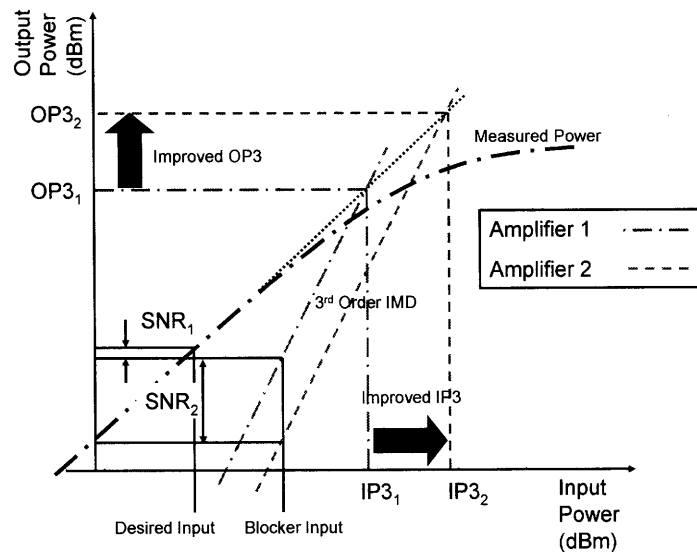 Output
Power
(dBm)
OP3₂
Improved OP3
Measured Power
OP3₁
Amplifier 1
Amplifier 2
3rd Order IMD
SNR₁
SNR₂
Improved IP3
IP3₁
IP3₂
Input
Power
(dBm)
Desired Input
Blocker Input